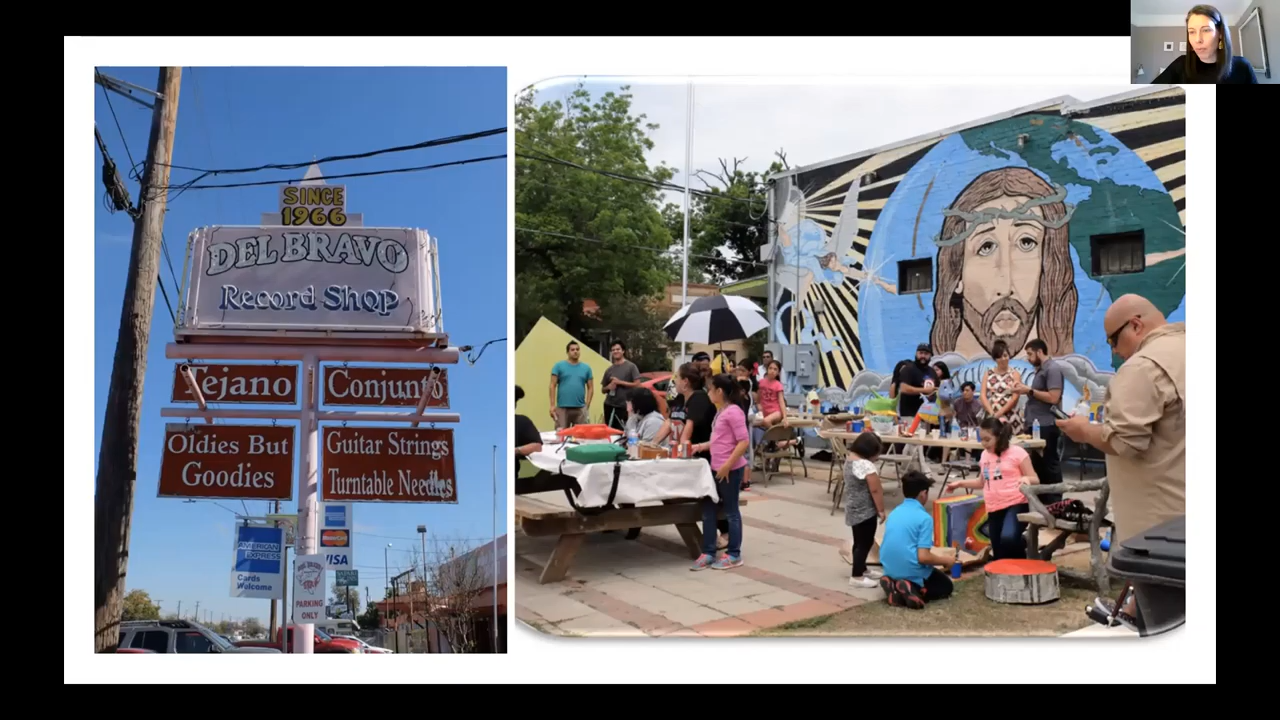 SINCE
1966
DEL BRAVO
Record Shop
Tejano
Conjunto
Oldies But
Goodies
Guitar Strings
Turntable Needles
AMERICAN
EXPRESS
Cards
Welcome
MasterCard
VISA
PARKING
ONLY